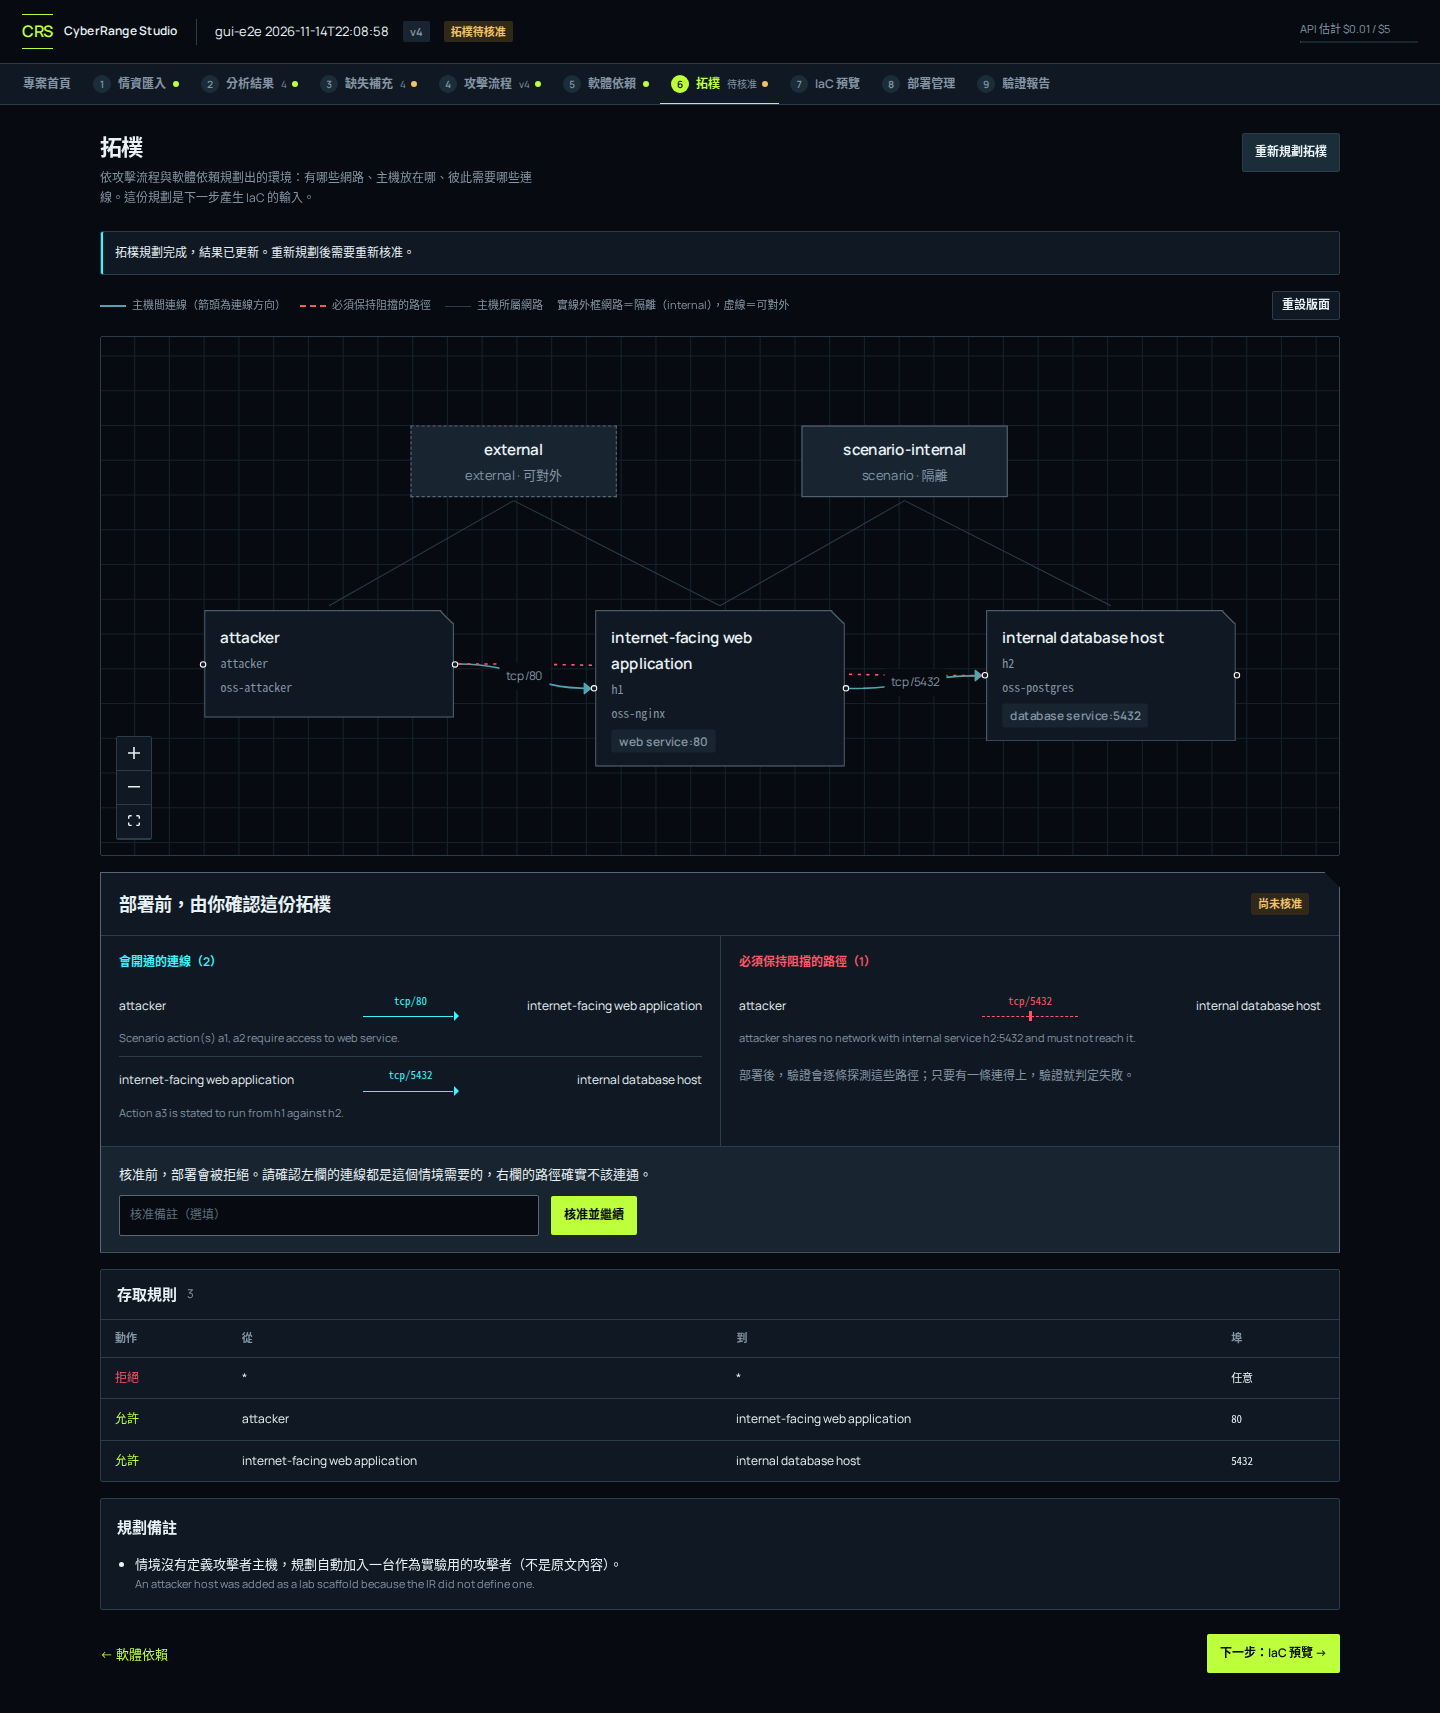 CRS CyberRange Studio gui-e2e 2026-11-14T22:08:58 v4 拓樸待核准 API 估計 $0.01 / $5
專案首頁 1 情資匯入 2 分析結果 4 3 缺失補充 4 4 攻擊流程 v4 5 軟體依賴 6 拓樸 待核准 7 IaC 預覽 8 部署管理 9 驗證報告
拓樸
重新規劃拓樸
依攻擊流程與軟體依賴規劃出的環境：有哪些網路、主機放在哪、彼此需要哪些連
線。這份規劃是下一步產生 IaC 的輸入。
拓樸規劃完成，結果已更新。重新規劃後需要重新核准。
主機間連線（箭頭為連線方向） 必須保持阻擋的路徑 主機所屬網路 實線外框網路＝隔離（internal），虛線＝可對外
重設版面
external
external · 可對外
scenario-internal
scenario · 隔離
attacker
attacker
oss-attacker
tcp/80
internet-facing web
application
h1
oss-nginx
web service:80
tcp/5432
internal database host
h2
oss-postgres
database service:5432
部署前，由你確認這份拓樸
尚未核准
會開通的連線（2）
attacker tcp/80 internet-facing web application
Scenario action(s) a1, a2 require access to web service.
internet-facing web application tcp/5432 internal database host
Action a3 is stated to run from h1 against h2.
必須保持阻擋的路徑（1）
attacker tcp/5432 internal database host
attacker shares no network with internal service h2:5432 and must not reach it.
部署後，驗證會逐條探測這些路徑；只要有一條連得上，驗證就判定失敗。
核准前，部署會被拒絕。請確認左欄的連線都是這個情境需要的，右欄的路徑確實不該連通。
核准備註（選填）
核准並繼續
存取規則 3
動作 從 到 埠
拒絕 * * 任意
允許 attacker internet-facing web application 80
允許 internet-facing web application internal database host 5432
規劃備註
情境沒有定義攻擊者主機，規劃自動加入一台作為實驗用的攻擊者（不是原文內容）。
An attacker host was added as a lab scaffold because the IR did not define one.
← 軟體依賴
下一步：IaC 預覽 →